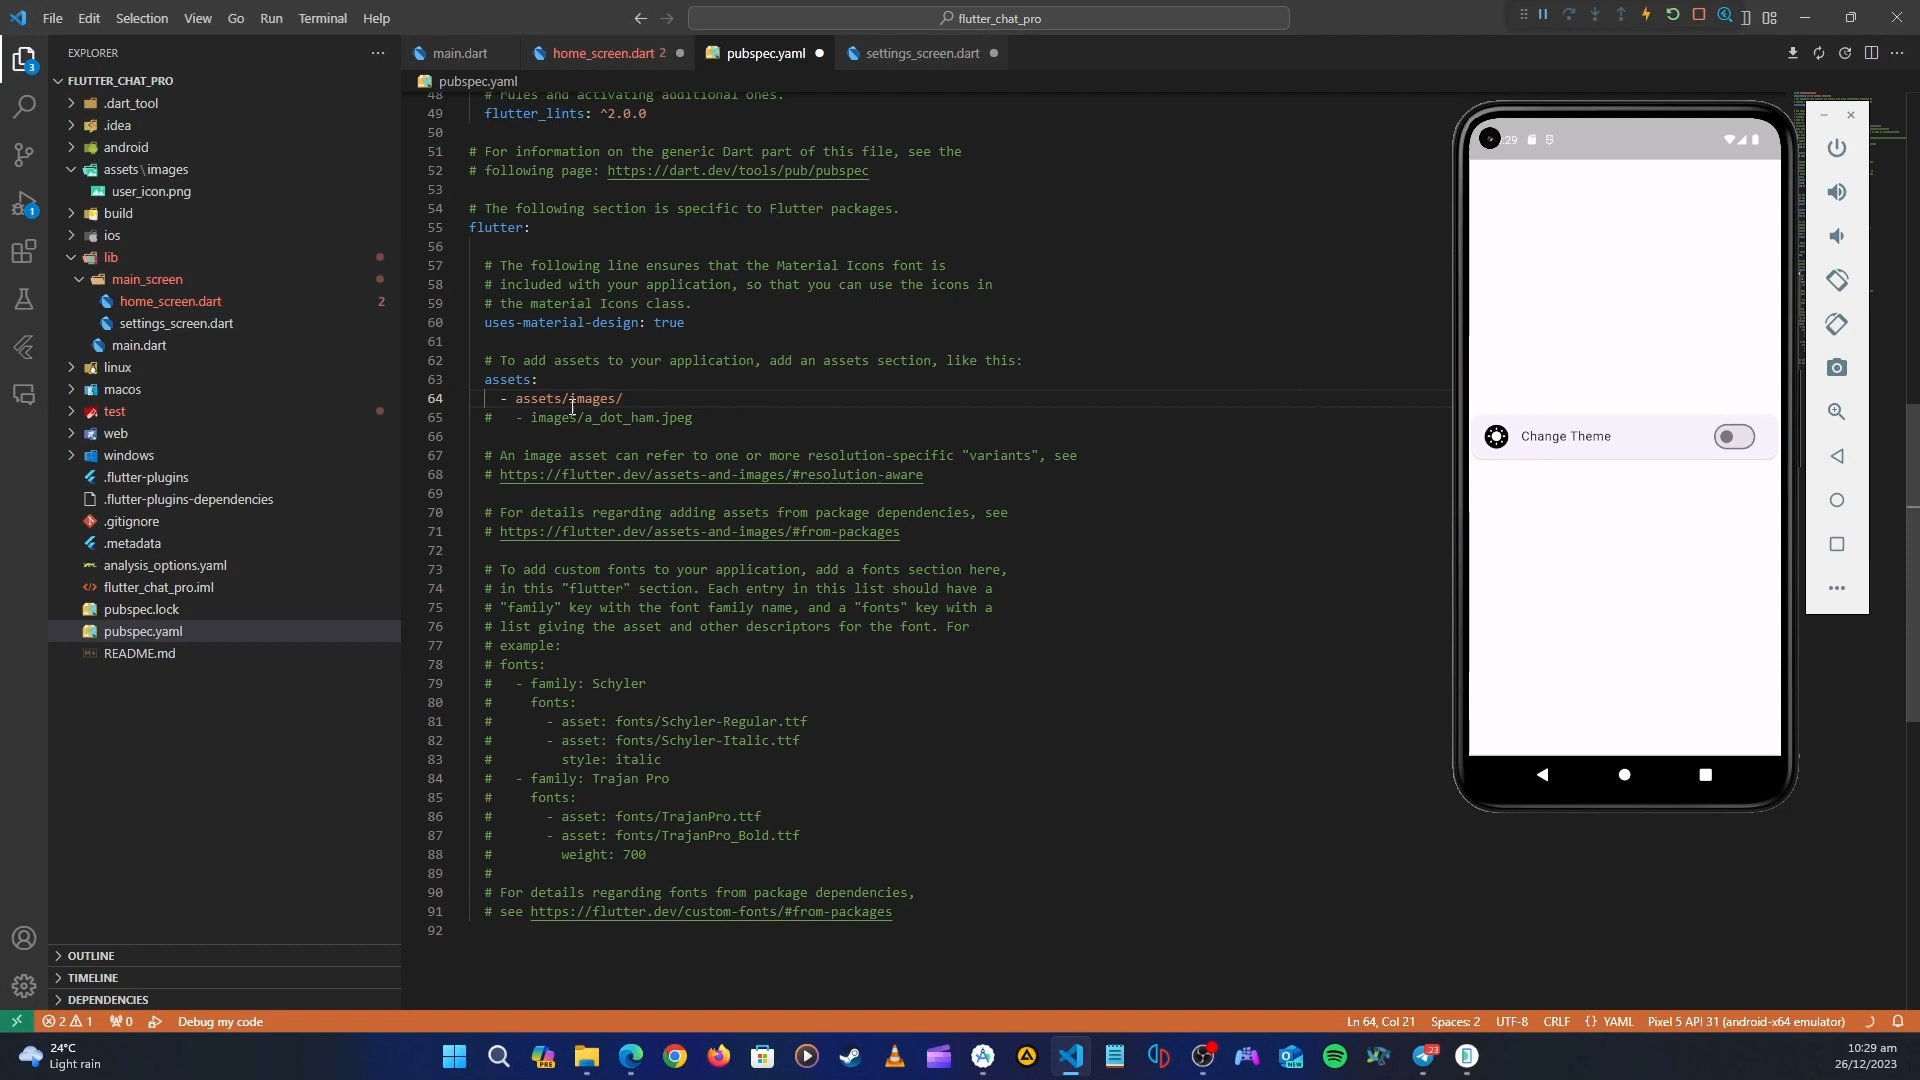 File Edit Selection View Go Run Terminal Help
flutter_chat_pro
EXPLORER
FLUTTER_CHAT_PRO
.dart_tool
.idea
android
assets\images
user_icon.png
build
ios
lib
main_screen
home_screen.dart 2
settings_screen.dart
main.dart
linux
macos
test
web
windows
.flutter-plugins
.flutter-plugins-dependencies
.gitignore
.metadata
analysis_options.yaml
flutter_chat_pro.iml
pubspec.lock
pubspec.yaml
README.md
OUTLINE
TIMELINE
DEPENDENCIES
3
1
main.dart
home_screen.dart 2
pubspec.yaml
settings_screen.dart
pubspec.yaml
48 # rules and activating additional ones.
49 flutter_lints: ^2.0.0
50
51 # For information on the generic Dart part of this file, see the
52 # following page: https://dart.dev/tools/pub/pubspec
53
54 # The following section is specific to Flutter packages.
55 flutter:
56
57 # The following line ensures that the Material Icons font is
58 # included with your application, so that you can use the icons in
59 # the material Icons class.
60 uses-material-design: true
61
62 # To add assets to your application, add an assets section, like this:
63 assets:
64 - assets/images/
65 # - images/a_dot_ham.jpeg
66
67 # An image asset can refer to one or more resolution-specific "variants", see
68 # https://flutter.dev/assets-and-images/#resolution-aware
69
70 # For details regarding adding assets from package dependencies, see
71 # https://flutter.dev/assets-and-images/#from-packages
72
73 # To add custom fonts to your application, add a fonts section here,
74 # in this "flutter" section. Each entry in this list should have a
75 # "family" key with the font family name, and a "fonts" key with a
76 # list giving the asset and other descriptors for the font. For
77 # example:
78 # fonts:
79 # - family: Schyler
80 # fonts:
81 # - asset: fonts/Schyler-Regular.ttf
82 # - asset: fonts/Schyler-Italic.ttf
83 # style: italic
84 # - family: Trajan Pro
85 # fonts:
86 # - asset: fonts/TrajanPro.ttf
87 # - asset: fonts/TrajanPro_Bold.ttf
88 # weight: 700
89 #
90 # For details regarding fonts from package dependencies,
91 # see https://flutter.dev/custom-fonts/#from-packages
92
:29
Change Theme
2 1 0 Debug my code
Ln 64, Col 21 Spaces: 2 UTF-8 CRLF {} YAML Pixel 5 API 31 (android-x64 emulator)
24°C
Light rain
PRE
NEW
23
10:29 am
26/12/2023